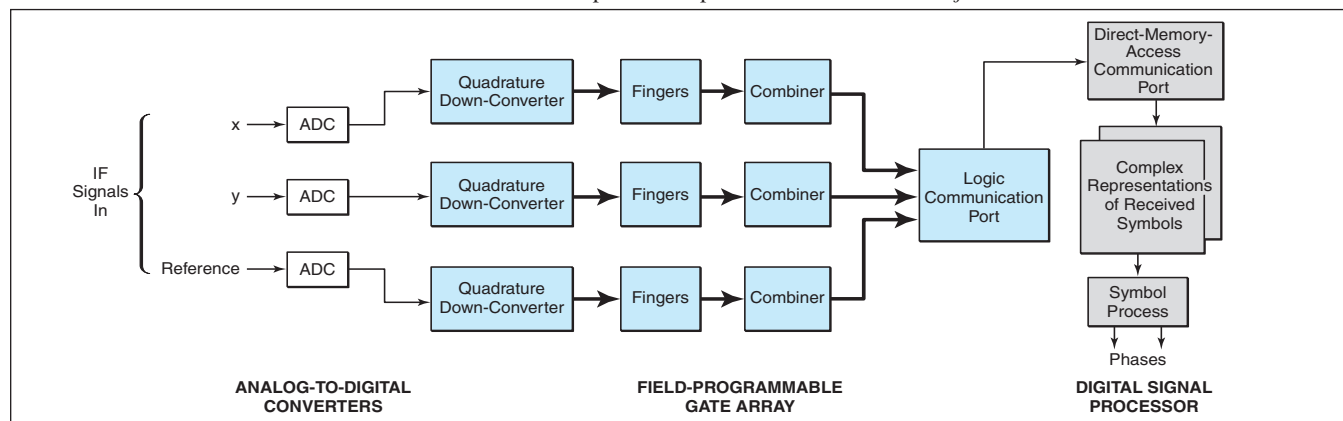 Quadrature
Down-Converter
Fingers
Combiner
Direct-Memory-
Access
Communication
Port
x
ADC
IF
Signals
In
y
ADC
Quadrature
Down-Converter
Fingers
Combiner
Logic
Communication
Port
Complex
Representations
of Received
Symbols
Reference
ADC
Quadrature
Down-Converter
Fingers
Combiner
Symbol
Process
Phases
ANALOG-TO-DIGITAL
CONVERTERS
FIELD-PROGRAMMABLE
GATE ARRAY
DIGITAL SIGNAL
PROCESSOR